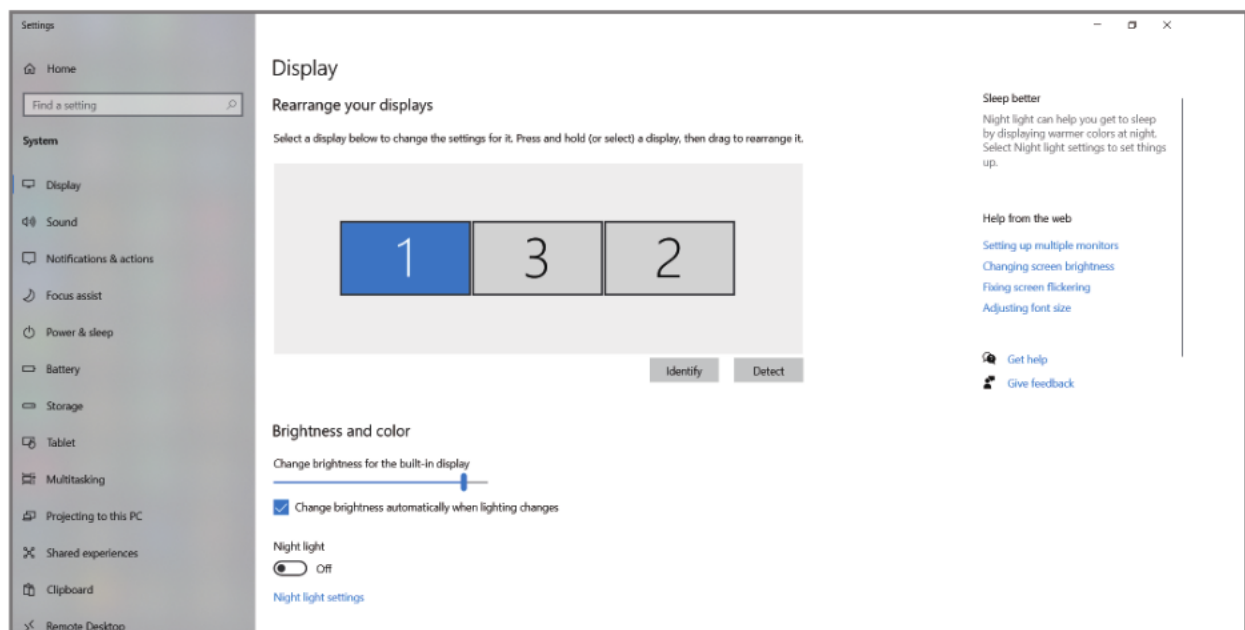 Settings
Home
Find a setting
System
Display
Sound
Notifications & actions
Focus assist
Power & sleep
Battery
Storage
Tablet
Multitasking
Projecting to this PC
Shared experiences
Clipboard
Remote Desktop
Display
Rearrange your displays
Select a display below to change the settings for it. Press and hold (or select) a display, then drag to rearrange it.
1 3 2
Identify Detect
Brightness and color
Change brightness for the built-in display
Change brightness automatically when lighting changes
Night light
Off
Night light settings
Sleep better
Night light can help you get to sleep
by displaying warmer colors at night.
Select Night light settings to set things
up.
Help from the web
Setting up multiple monitors
Changing screen brightness
Fixing screen flickering
Adjusting font size
Get help
Give feedback